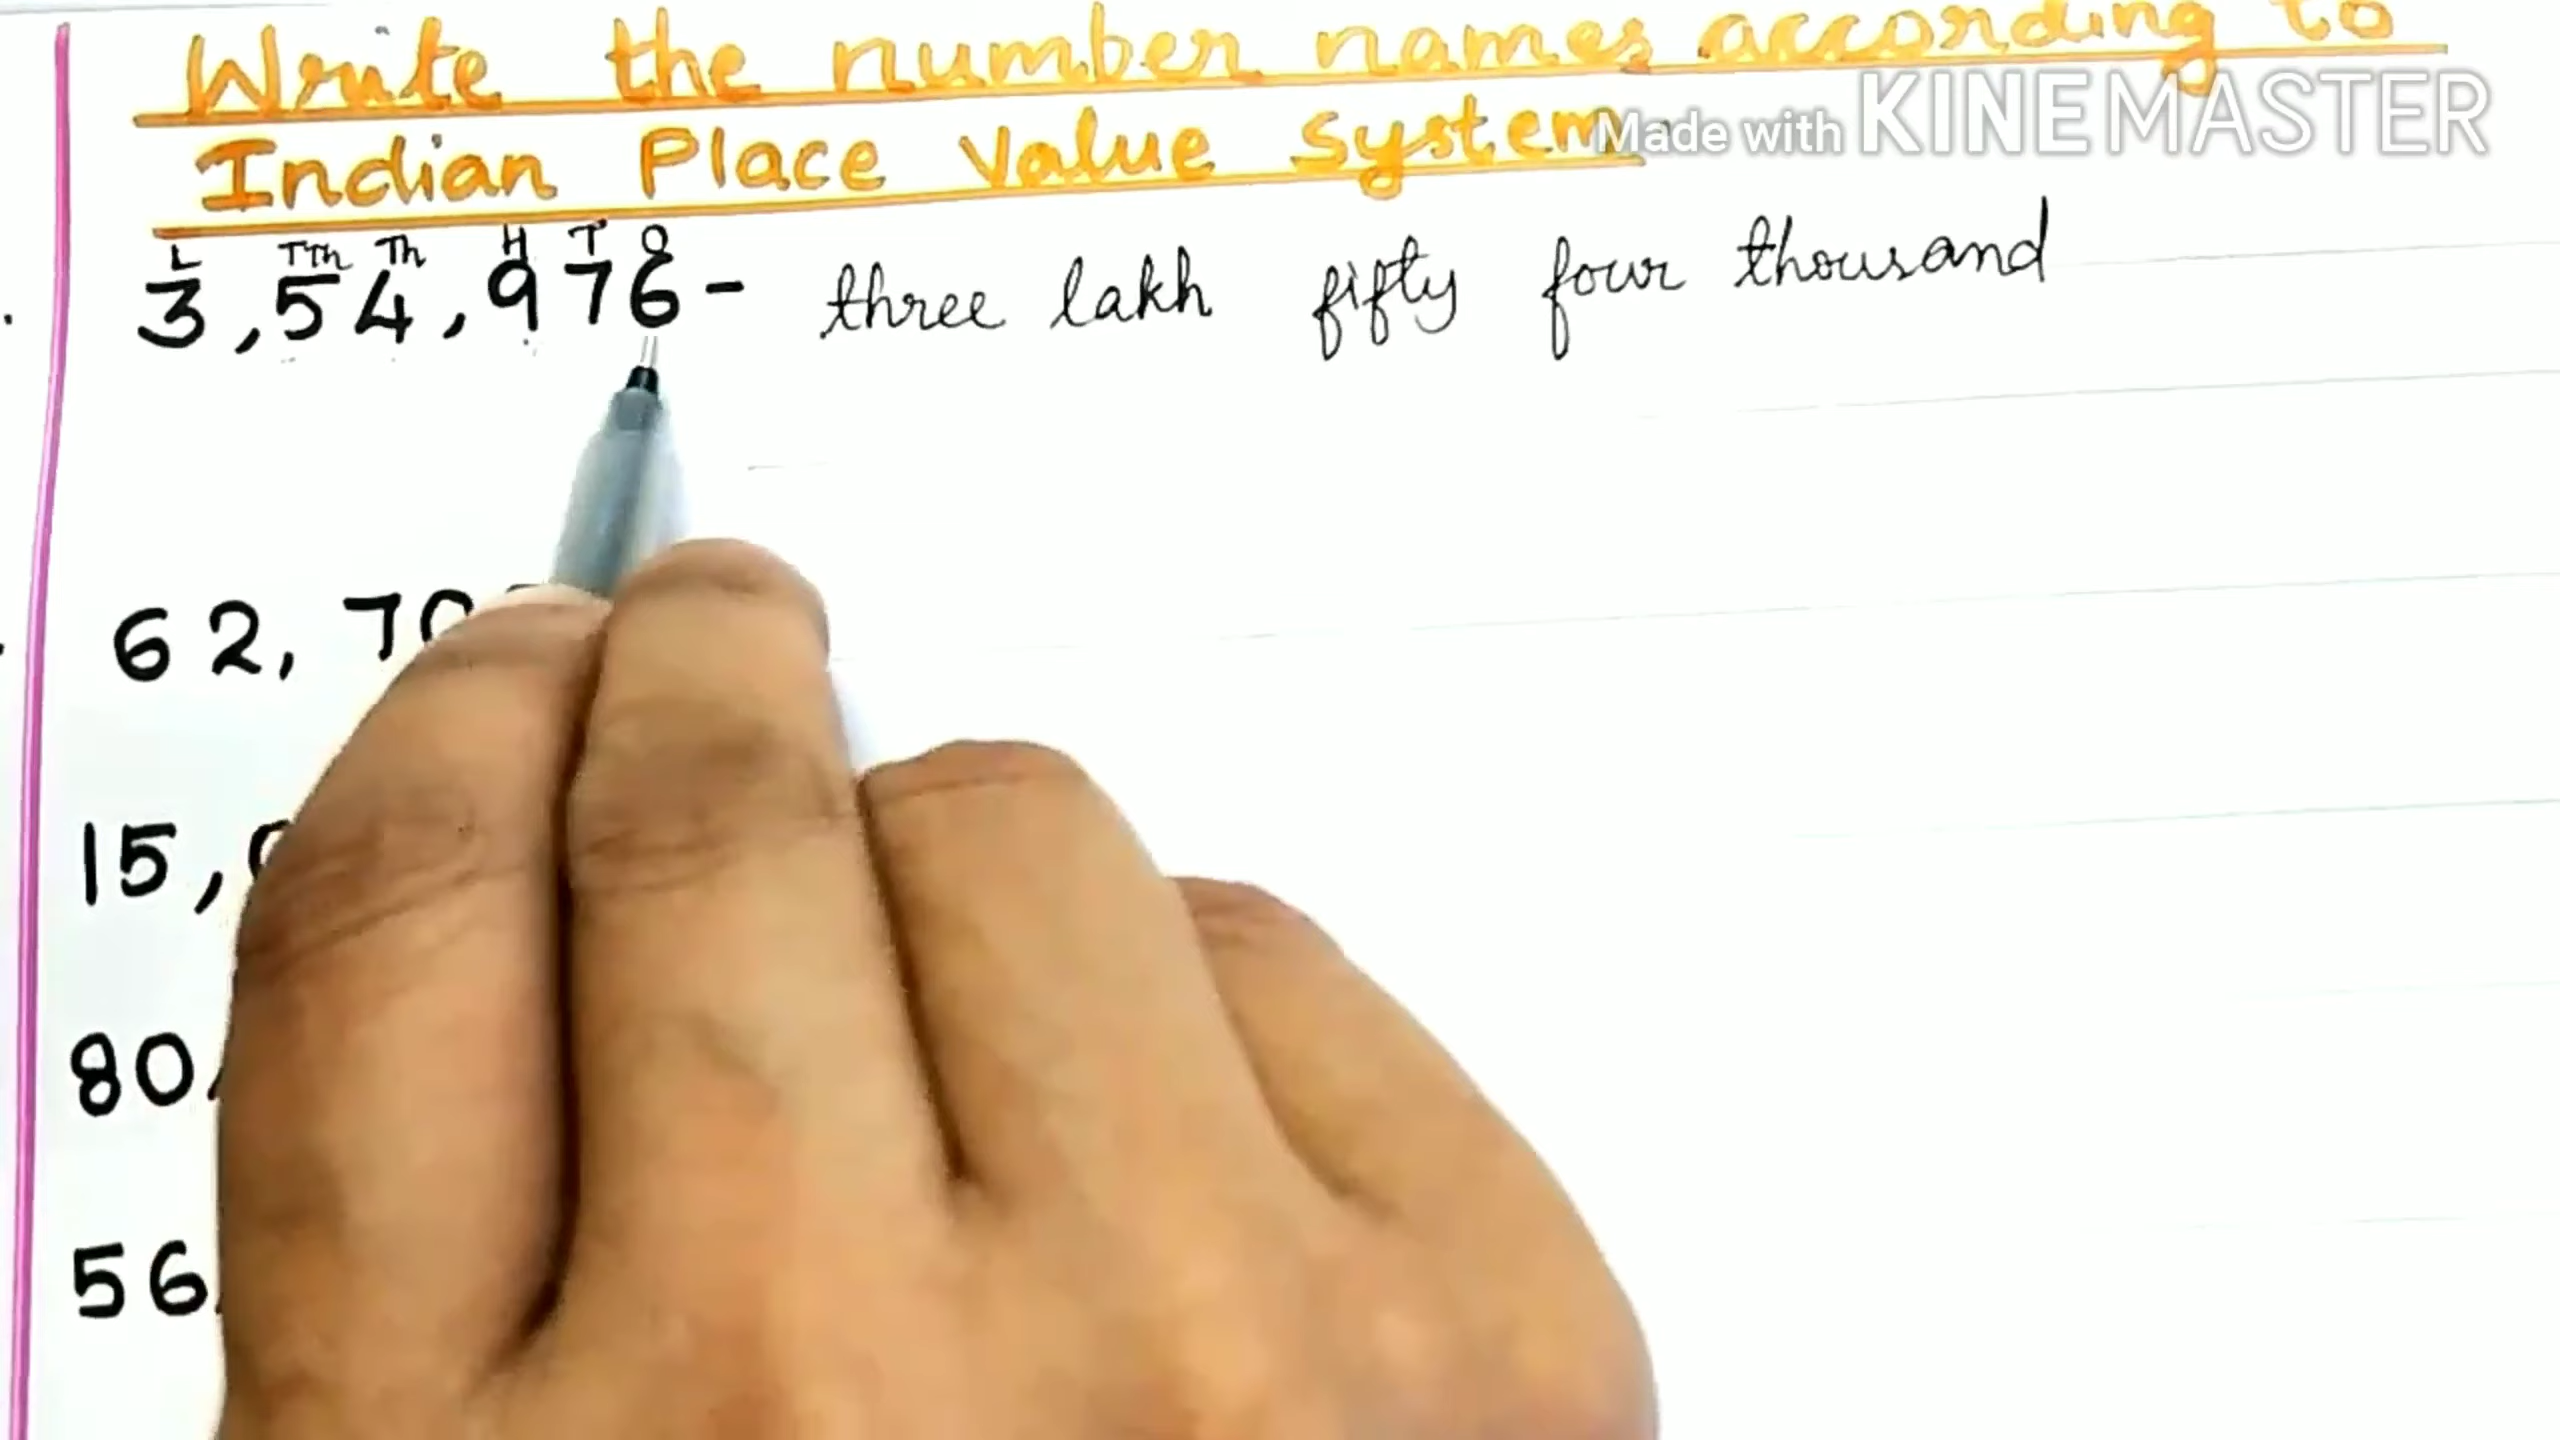 Write the number names according to
Made with KINEMASTER
Indian Place Value System.
L TTh Th H T O
3,54,976 - three lakh fifty four thousand
62, 70
15,
80
56